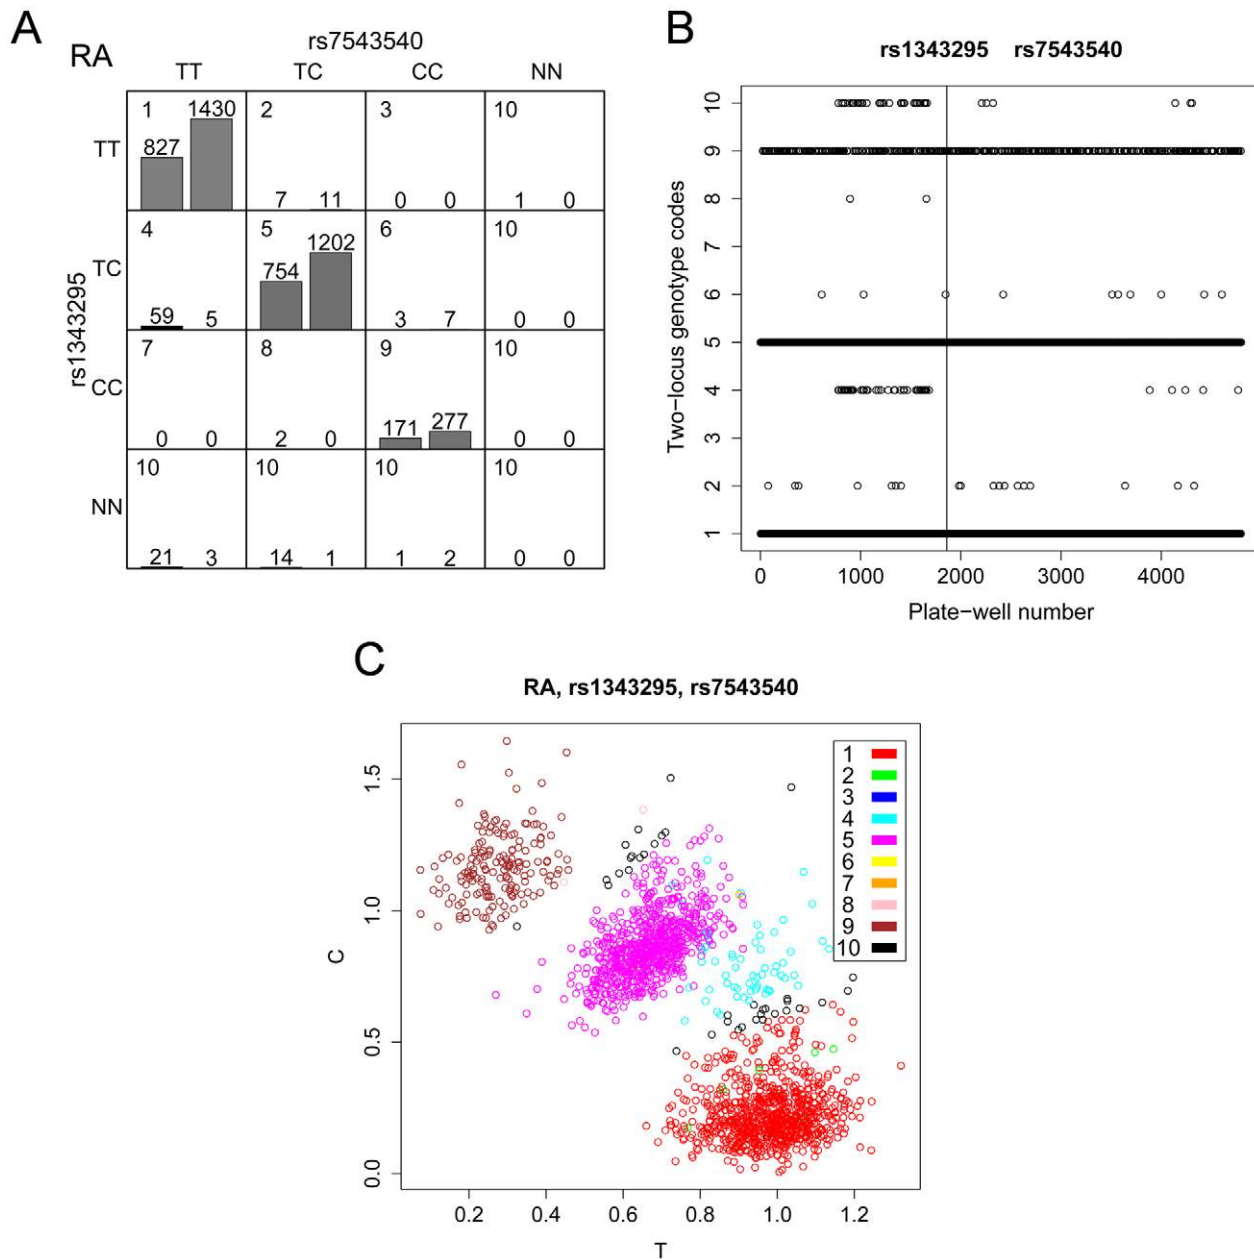 A
RA
rs7543540
TT TC CC NN
rs1343295
TT
1 827 1430
2 7 11
3 0 0
10 1 0
TC
4 59 5
5 754 1202
6 3 7
10 0 0
CC
7 0 0
8 2 0
9 171 277
10 0 0
NN
10 21 3
10 14 1
10 1 2
10 0 0
B
rs1343295 rs7543540
Two−locus genotype codes
10
9
8
7
6
5
4
3
2
1
0 1000 2000 3000 4000
Plate−well number
C
RA, rs1343295, rs7543540
C
1.5
1.0
0.5
0.0
0.2 0.4 0.6 0.8 1.0 1.2
T
1
2
3
4
5
6
7
8
9
10